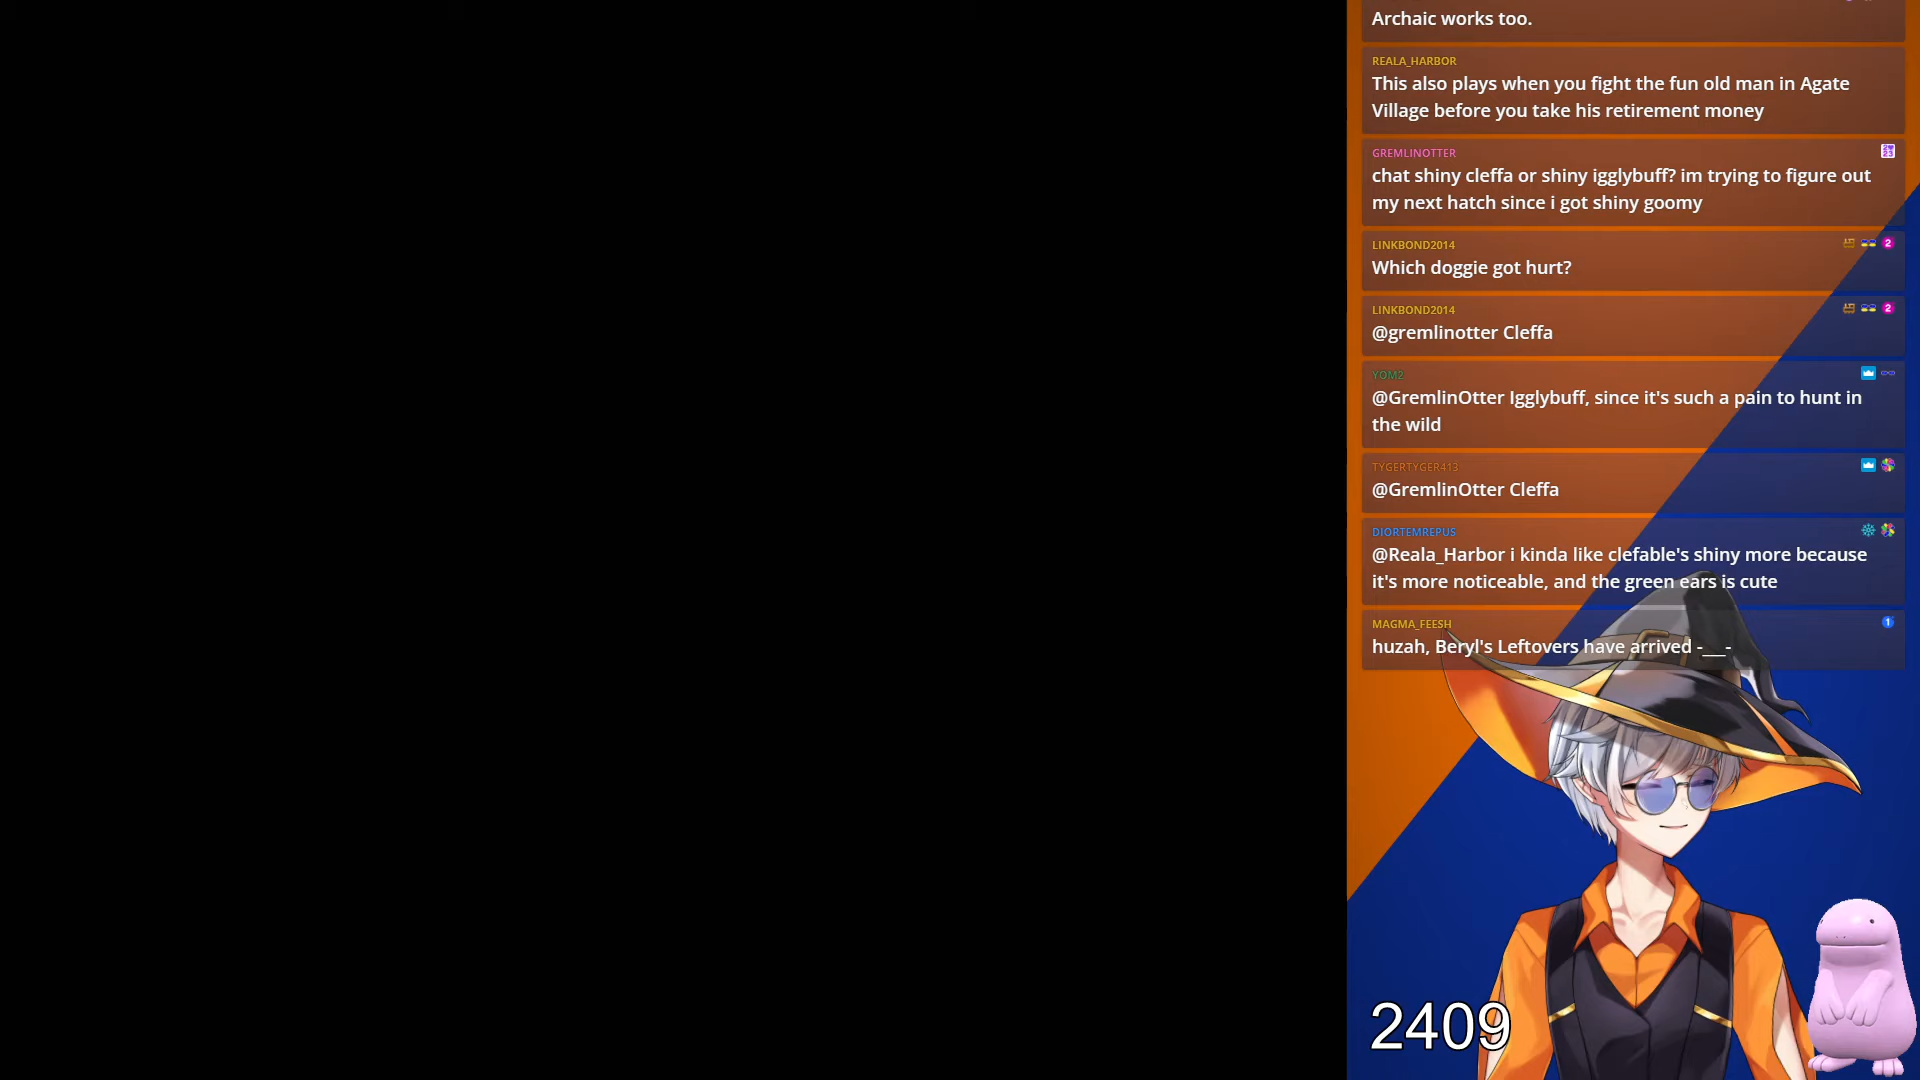 Archaic works too.
REALA_HARBOR
This also plays when you fight the fun old man in Agate
Village before you take his retirement money
GREMLINOTTER
chat shiny cleffa or shiny igglybuff? im trying to figure out
my next hatch since i got shiny goomy
LINKBOND2014
2
Which doggie got hurt?
LINKBOND2014
2
@gremlinotter Cleffa
YOM2
@GremlinOtter Igglybuff, since it's such a pain to hunt in
the wild
TYGERTYGER413
@GremlinOtter Cleffa
DIORTEMREPUS
@Reala_Harbor i kinda like clefable's shiny more because
it's more noticeable, and the green ears is cute
MAGMA_FEESH
1
huzah, Beryl's Leftovers have arrived -___-
2409